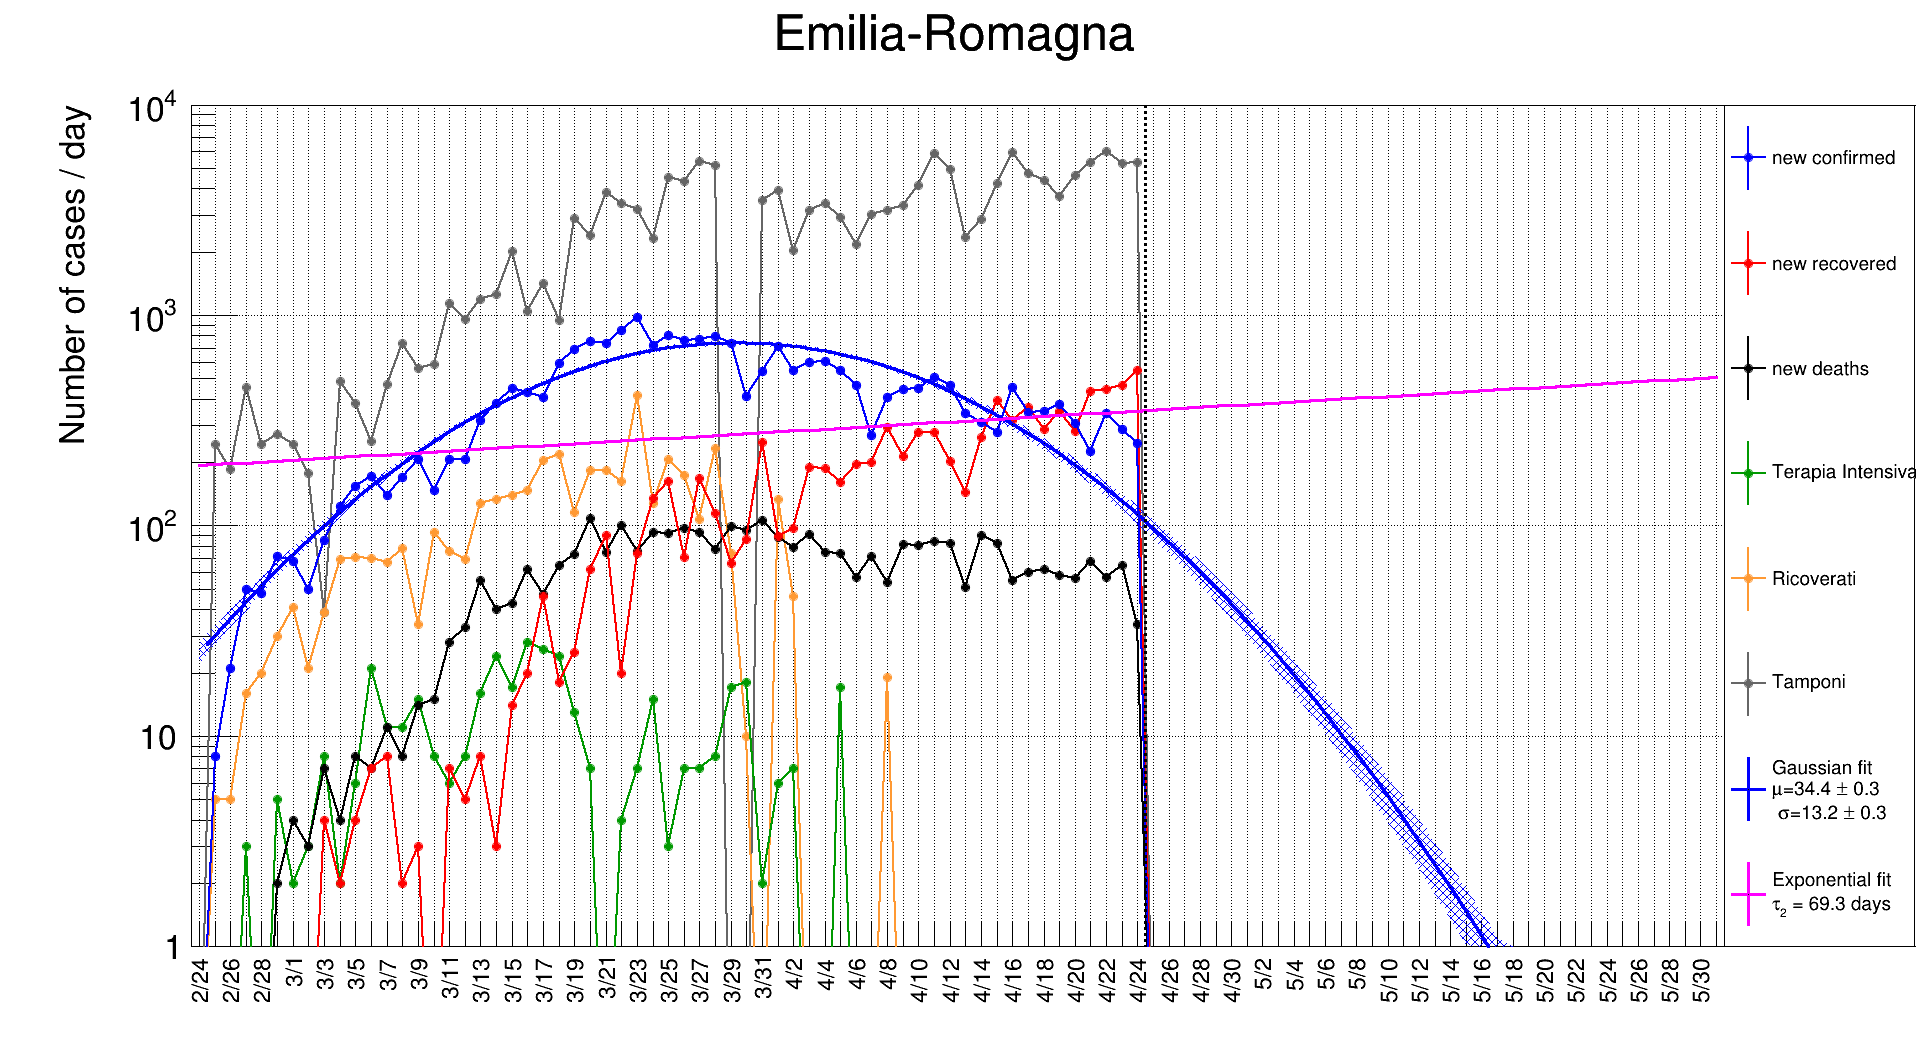 Emilia-Romagna
Number of cases / day
10^4
10^3
10^2
10
1
2/24 2/26 2/28 3/1 3/3 3/5 3/7 3/9 3/11 3/13 3/15 3/17 3/19 3/21 3/23 3/25 3/27 3/29 3/31 4/2 4/4 4/6 4/8 4/10 4/12 4/14 4/16 4/18 4/20 4/22 4/24 4/26 4/28 4/30 5/2 5/4 5/6 5/8 5/10 5/12 5/14 5/16 5/18 5/20 5/22 5/24 5/26 5/28 5/30
new confirmed
new recovered
new deaths
Terapia Intensiva
Ricoverati
Tamponi
Gaussian fit
μ=34.4 ± 0.3
σ=13.2 ± 0.3
Exponential fit
τ₂ = 69.3 days